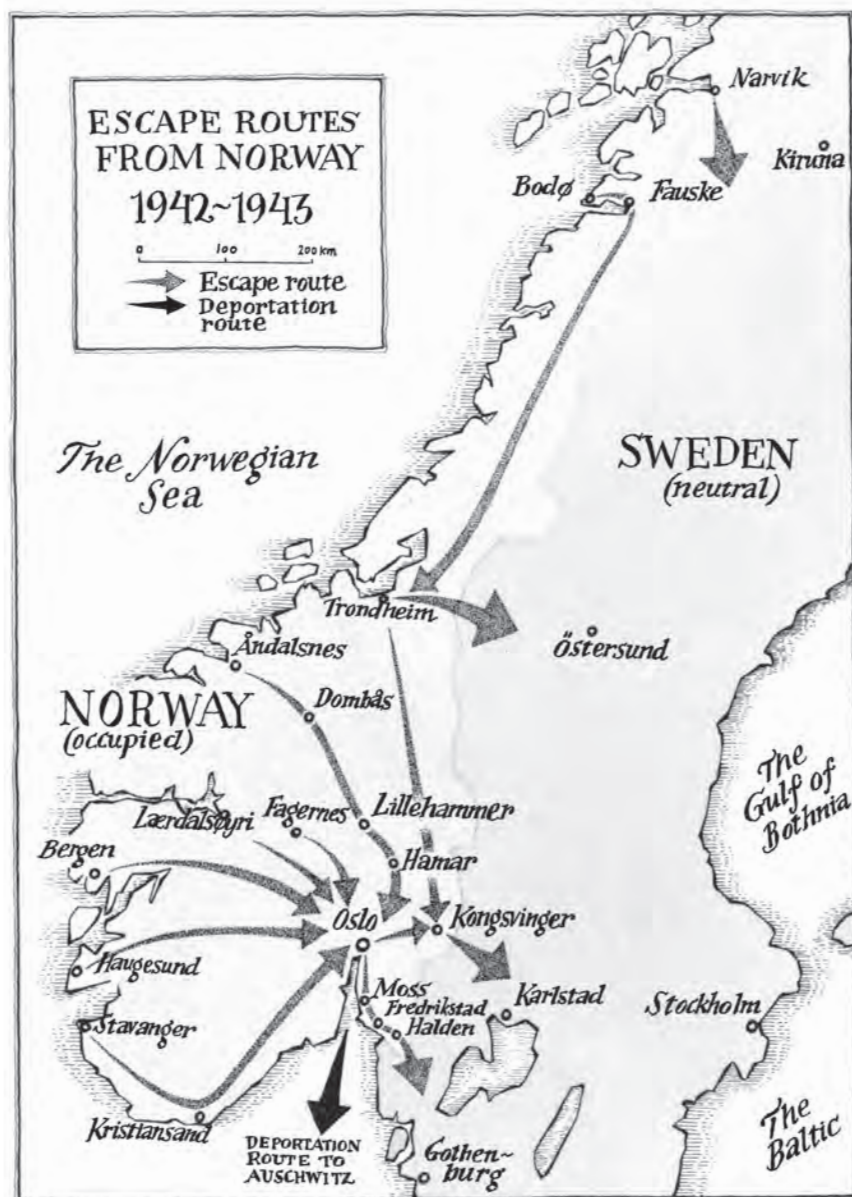 ESCAPE ROUTES
FROM NORWAY
1942~1943
0 100 200 km
Escape route
Deportation
route
Narvik
Kiruna
Bodø
Fauske
The Norwegian
Sea
SWEDEN
(neutral)
Trondheim
Östersund
Åndalsnes
Dombås
NORWAY
(occupied)
The
Gulf of
Bothnia
Lærdalsøyri
Fagernes
Lillehammer
Bergen
Hamar
Oslo
Kongsvinger
Haugesund
Moss
Fredrikstad
Halden
Karlstad
Stockholm
Stavanger
Kristiansand
DEPORTATION
ROUTE TO
AUSCHWITZ
Gothen-
burg
The
Baltic